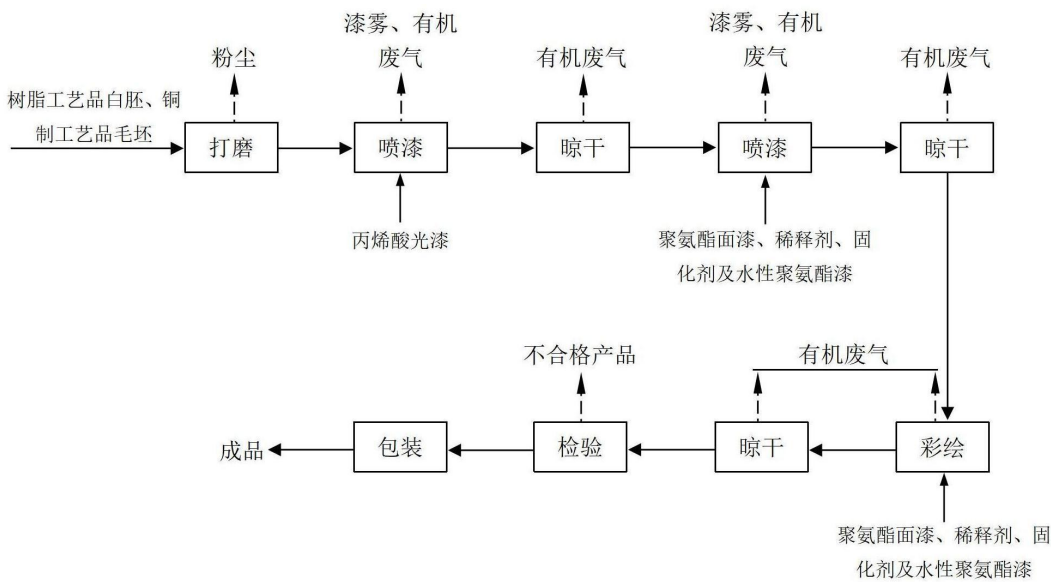 漆雾、有机
废气
漆雾、有机
废气
粉尘
有机废气
有机废气
树脂工艺品白胚、铜
制工艺品毛坯
打磨
喷漆
晾干
喷漆
晾干
丙烯酸光漆
聚氨酯面漆、稀释剂、固
化剂及水性聚氨酯漆
不合格产品
有机废气
成品
包装
检验
晾干
彩绘
聚氨酯面漆、稀释剂、固
化剂及水性聚氨酯漆